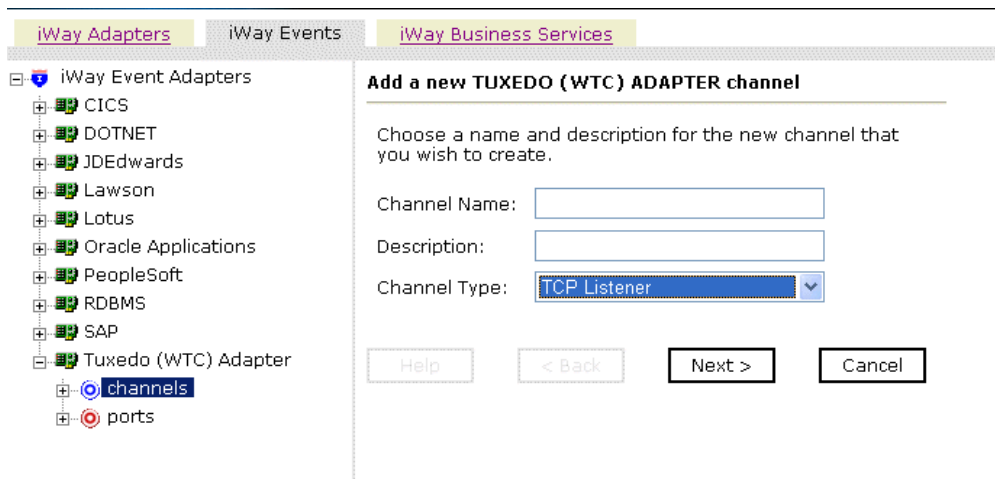 iWay Adapters
iWay Events
iWay Business Services
iWay Event Adapters
CICS
DOTNET
JDEdwards
Lawson
Lotus
Oracle Applications
PeopleSoft
RDBMS
SAP
Tuxedo (WTC) Adapter
channels
ports
Add a new TUXEDO (WTC) ADAPTER channel
Choose a name and description for the new channel that
you wish to create.
Channel Name:
Description:
Channel Type: TCP Listener
Help < Back Next > Cancel